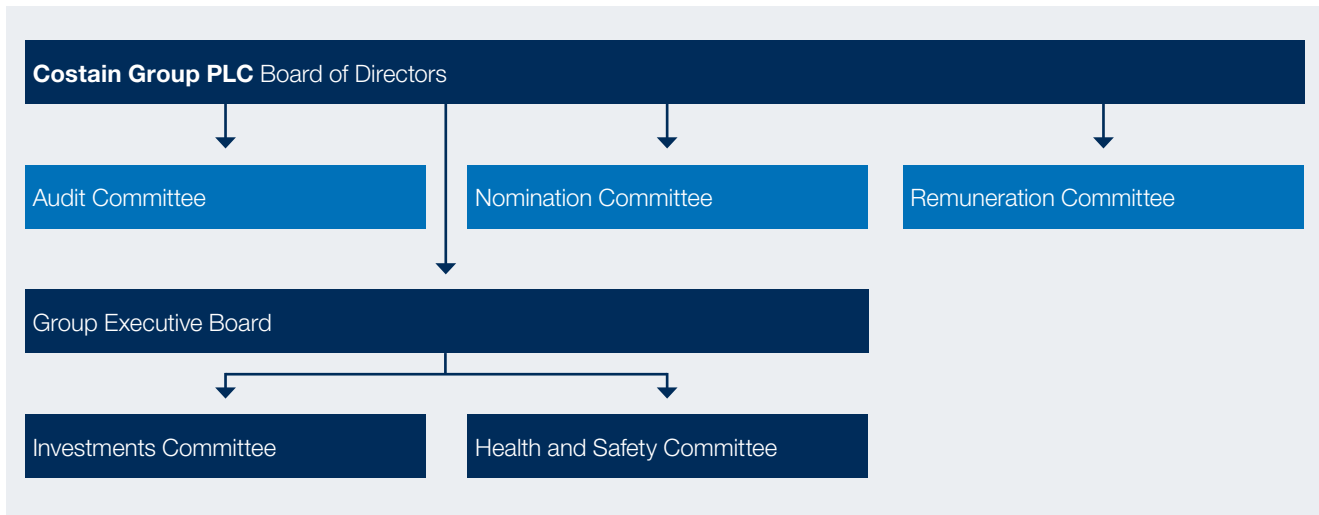 Costain Group PLC Board of Directors
Audit Committee
Nomination Committee
Remuneration Committee
Group Executive Board
Investments Committee
Health and Safety Committee